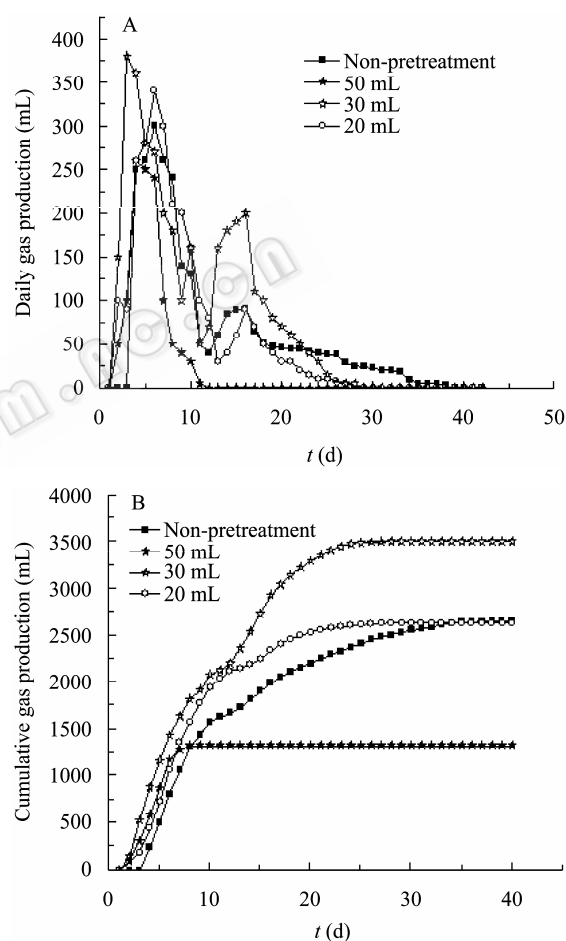 A
400
350
300
250
200
150
100
50
0
Daily gas production (mL)
Non-pretreatment
50 mL
30 mL
20 mL
0 10 20 30 40 50
t (d)
m.ac.cn
B
4000
3500
3000
2500
2000
1500
1000
500
0
Cumulative gas production (mL)
Non-pretreatment
50 mL
30 mL
20 mL
0 10 20 30 40
t (d)